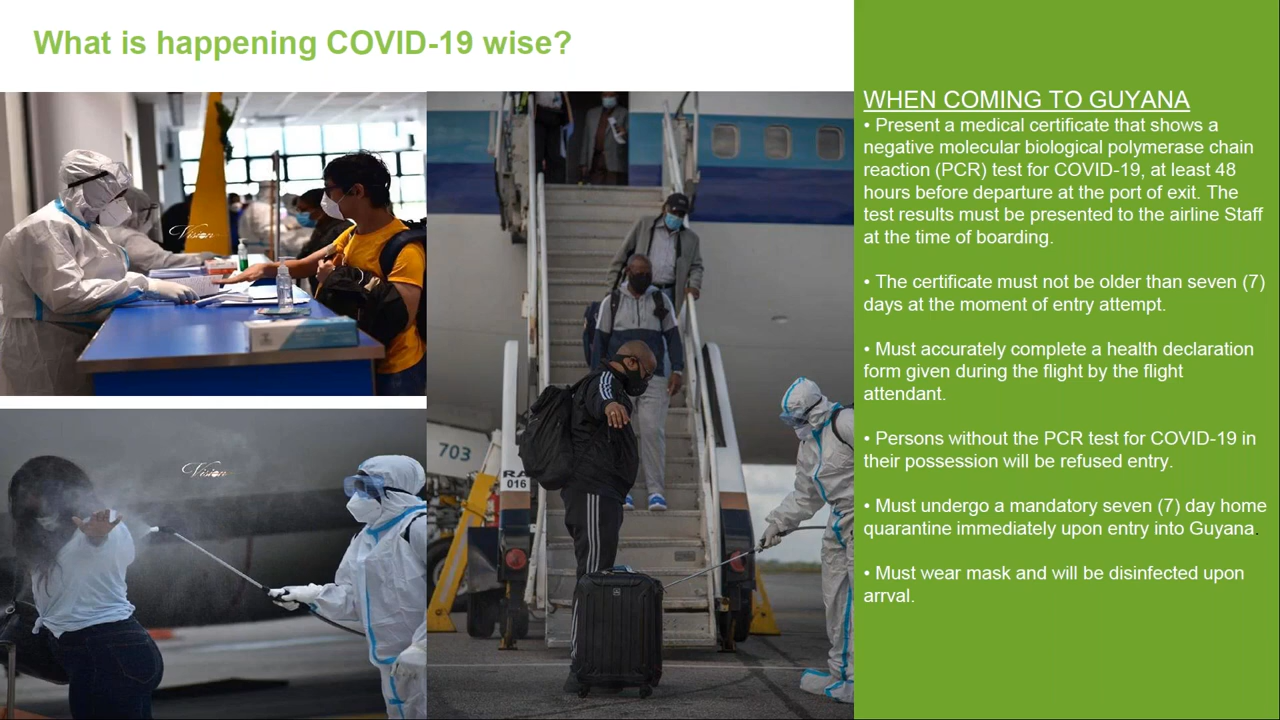 What is happening COVID-19 wise?
Vision
703
RA
016
Vision
WHEN COMING TO GUYANA
• Present a medical certificate that shows a
negative molecular biological polymerase chain
reaction (PCR) test for COVID-19, at least 48
hours before departure at the port of exit. The
test results must be presented to the airline Staff
at the time of boarding.
• The certificate must not be older than seven (7)
days at the moment of entry attempt.
• Must accurately complete a health declaration
form given during the flight by the flight
attendant.
• Persons without the PCR test for COVID-19 in
their possession will be refused entry.
• Must undergo a mandatory seven (7) day home
quarantine immediately upon entry into Guyana.
• Must wear mask and will be disinfected upon
arrval.